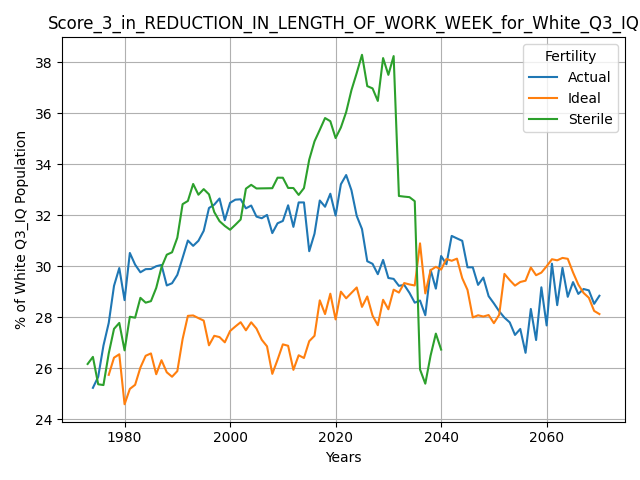 Score_3_in_REDUCTION_IN_LENGTH_OF_WORK_WEEK_for_White_Q3_IQ
Fertility
Actual
Ideal
Sterile
% of White Q3_IQ Population
38
36
34
32
30
28
26
24
1980
2000
2020
2040
2060
Years